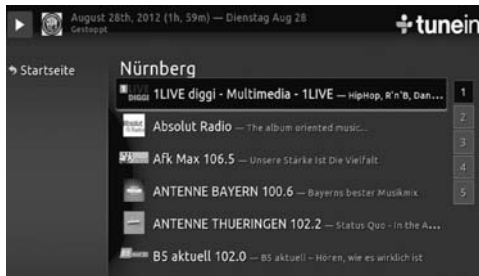 August 28th, 2012 (1h, 59m) — Dienstag Aug 28
Gestoppt
tunein
Startseite
Nürnberg
1LIVE DIGGI 1LIVE diggi - Multimedia - 1LIVE — HipHop, R'n'B, Dan...
Absolut Radio — The album oriented music...
Afk Max 106.5 — Unsere Stärke Ist Die Vielfalt
ANTENNE BAYERN 100.6 — Bayerns bester Musikmix
ANTENNE THUERINGEN 102.2 — Status Quo - In the A...
B5 aktuell 102.0 — B5 aktuell – Hören, wie es wirklich ist
1
2
3
4
5